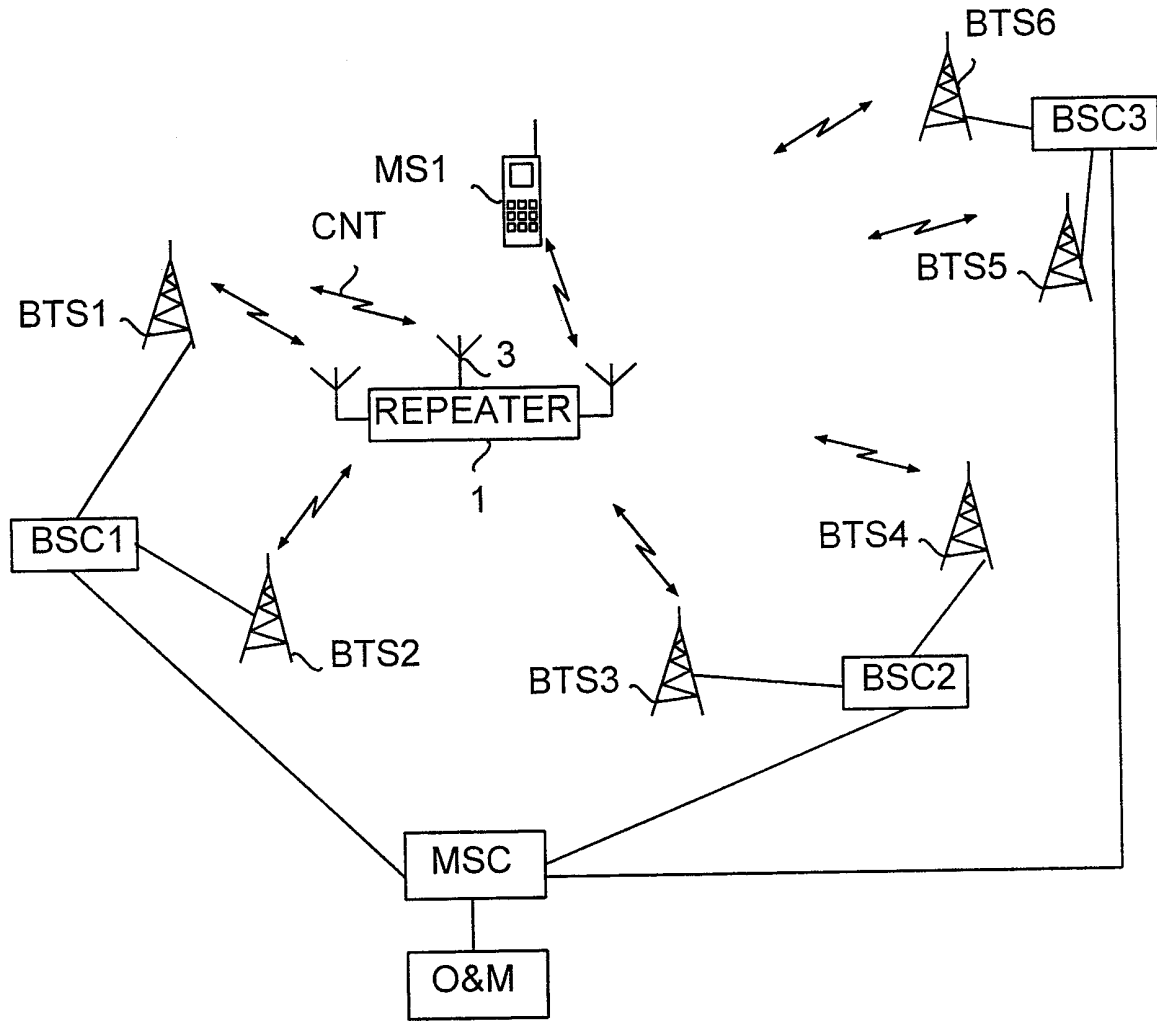 BTS6
BSC3
MS1
CNT
BTS5
BTS1
3
REPEATER
1
BSC1
BTS4
BTS2
BTS3
BSC2
MSC
O&M